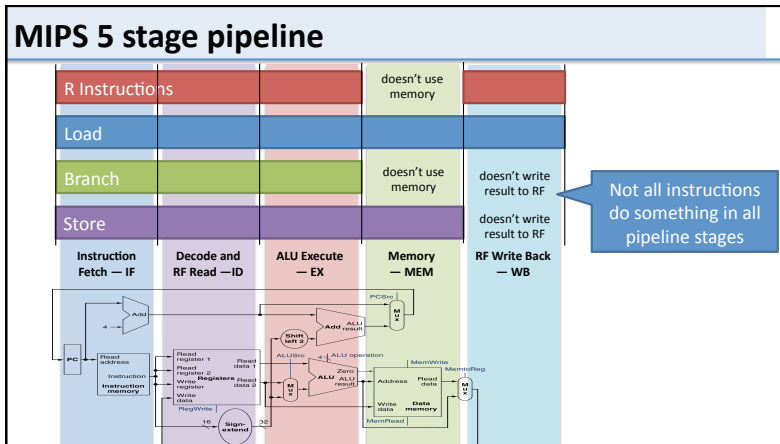 MIPS 5 stage pipeline
R Instructions
doesn't use
memory
Load
Branch
doesn't use
memory
doesn't write
result to RF
Store
doesn't write
result to RF
Not all instructions
do something in all
pipeline stages
Instruction
Fetch — IF
Decode and
RF Read —ID
ALU Execute
— EX
Memory
— MEM
RF Write Back
— WB
PCSrc
Add
4
Shift
left 2
Add
ALU
result
Mux
PC
Read
address
Instruction
Instruction
memory
Read
register 1
Read
register 2
Write
register
Write
data
Registers
Read
data 1
Read
data 2
RegWrite
16
Sign-
extend
32
ALUSrc
Mux
4
ALU operation
Zero
ALU
ALU
result
MemWrite
Address
Read
data
Write
data
Data
memory
MemRead
MemtoReg
Mux